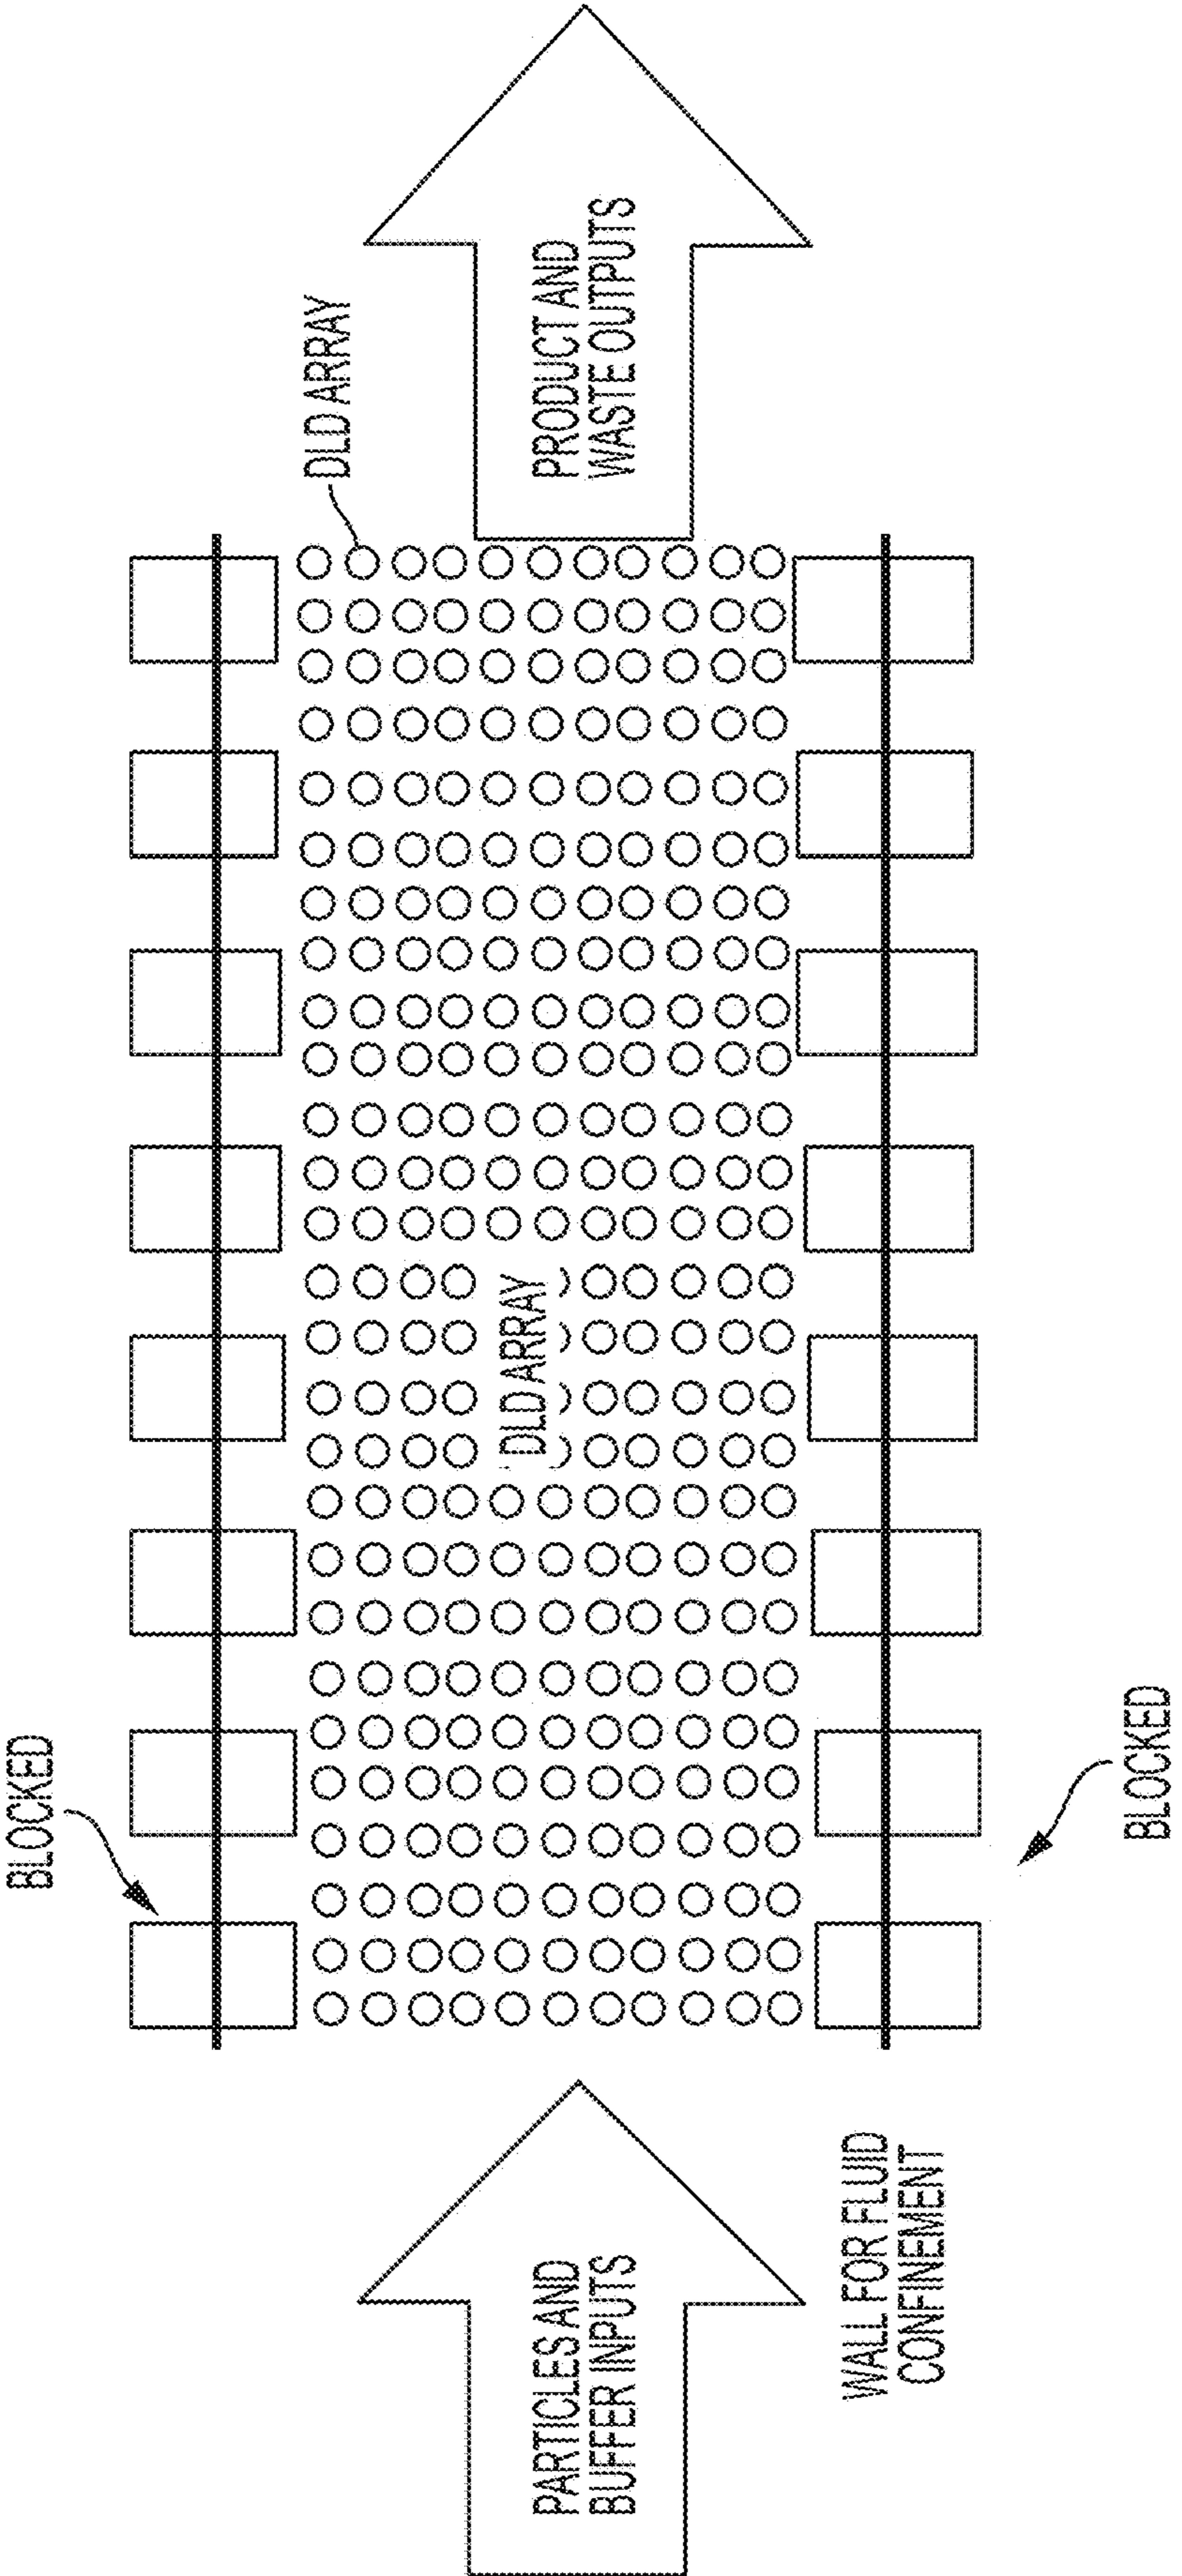 BLOCKED
DLD ARRAY
PARTICLES AND
BUFFER INPUTS
DLD ARRAY
PRODUCT AND
WASTE OUTPUTS
WALL FOR FLUID
CONFINEMENT
BLOCKED